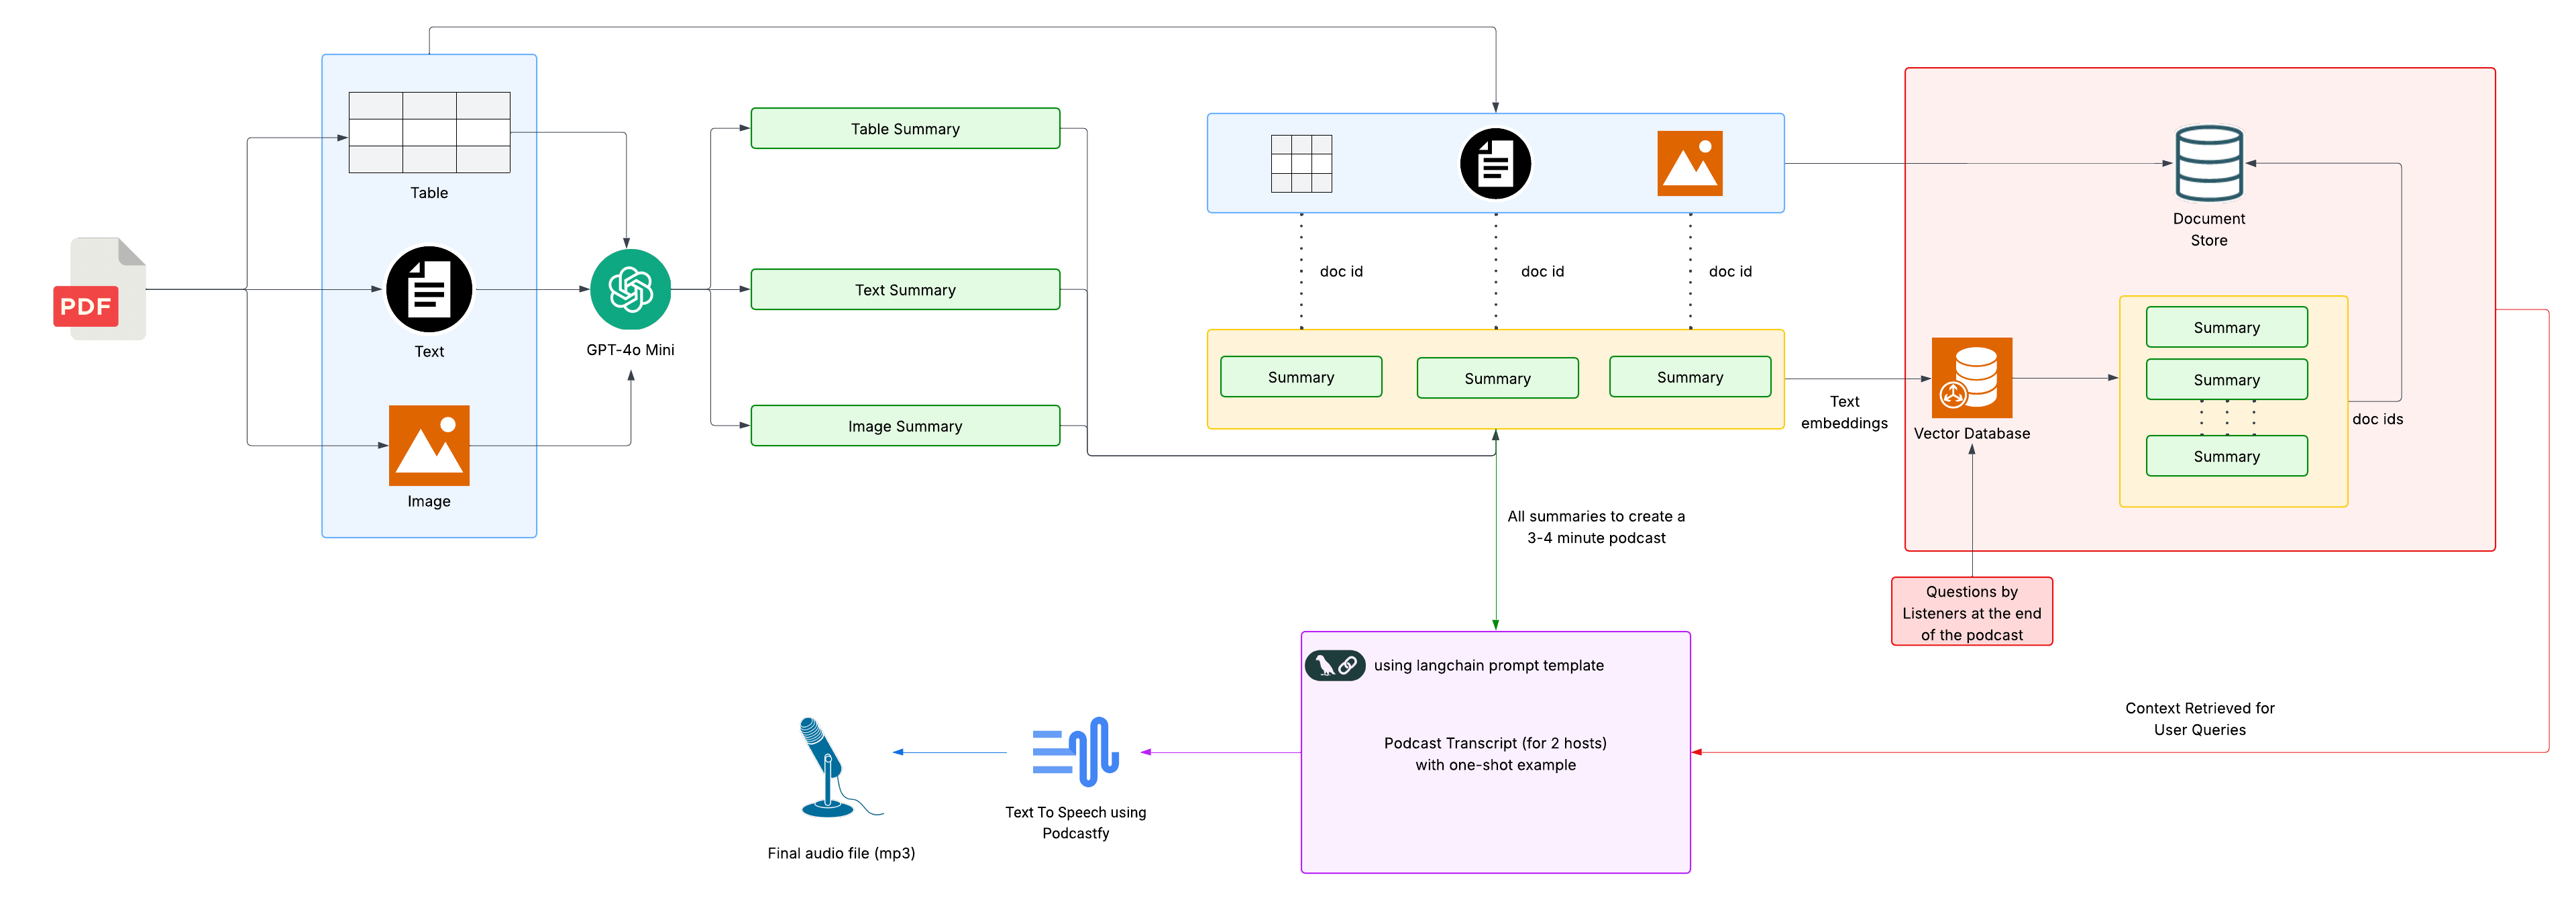 PDF
Table
Text
Image
GPT-4o Mini
Table Summary
Text Summary
Image Summary
doc id
doc id
doc id
Summary
Summary
Summary
Text
embeddings
Document
Store
Vector Database
Summary
Summary
Summary
doc ids
All summaries to create a
3-4 minute podcast
Questions by
Listeners at the end
of the podcast
using langchain prompt template
Podcast Transcript (for 2 hosts)
with one-shot example
Context Retrieved for
User Queries
Text To Speech using
Podcastfy
Final audio file (mp3)